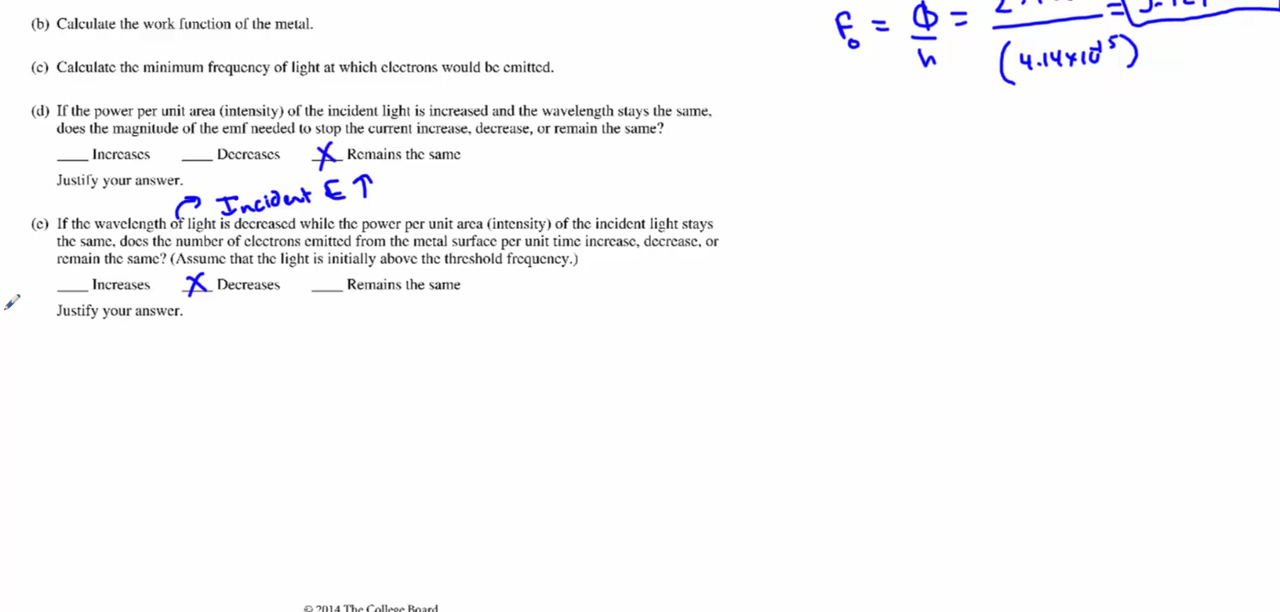 (b) Calculate the work function of the metal.
f₀ = ϕ/h = =
(4.14×10⁻¹⁵)
(c) Calculate the minimum frequency of light at which electrons would be emitted.
(d) If the power per unit area (intensity) of the incident light is increased and the wavelength stays the same,
does the magnitude of the emf needed to stop the current increase, decrease, or remain the same?
____ Increases ____ Decreases X Remains the same
Justify your answer.
Incident E ↑
(e) If the wavelength of light is decreased while the power per unit area (intensity) of the incident light stays
the same, does the number of electrons emitted from the metal surface per unit time increase, decrease, or
remain the same? (Assume that the light is initially above the threshold frequency.)
____ Increases X Decreases ____ Remains the same
Justify your answer.
© 2014 The College Board